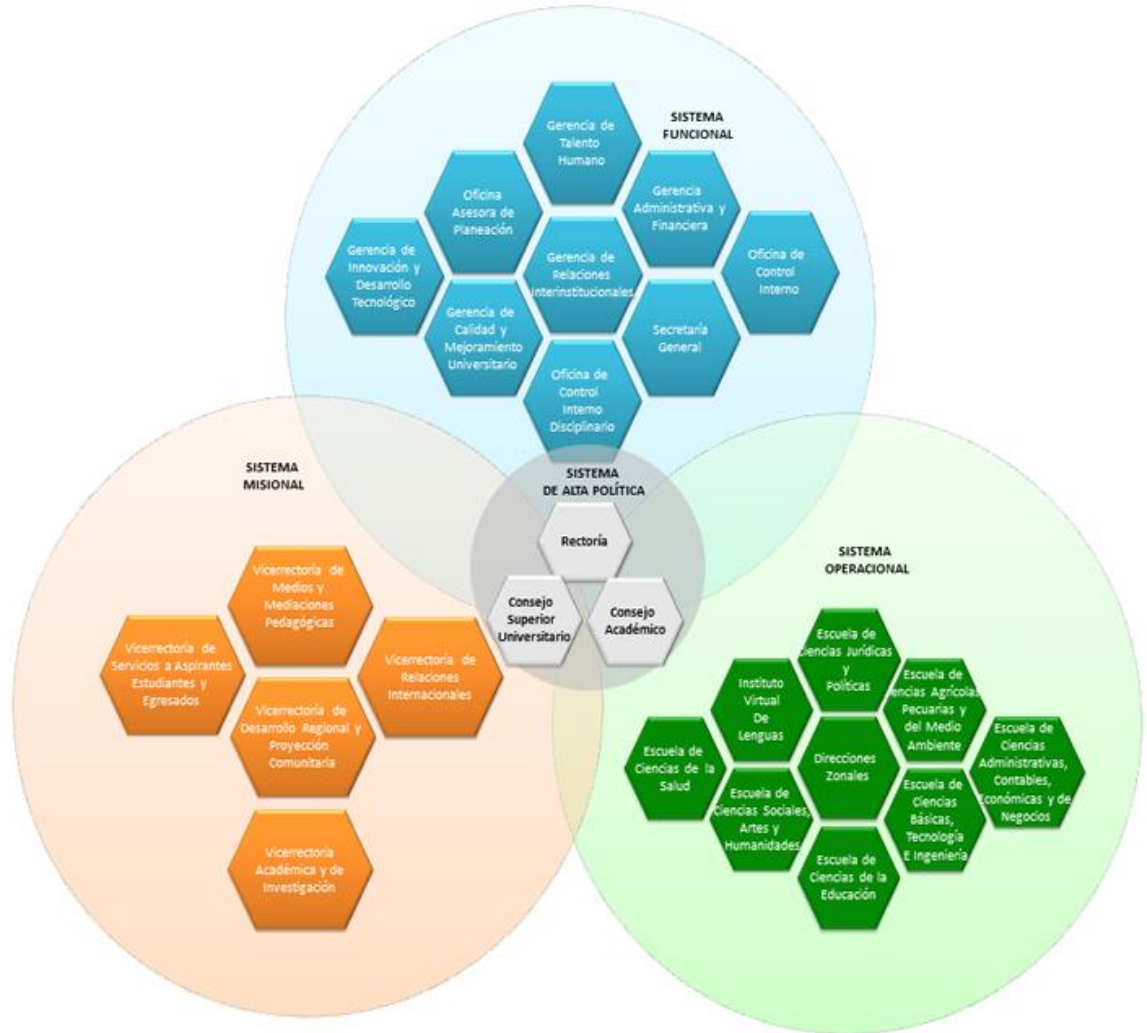 SISTEMA
FUNCIONAL
Gerencia de
Talento
Humano
Oficina
Asesora de
Planeación
Gerencia
Administrativa y
Financiera
Gerencia de
Innovación y
Desarrollo
Tecnológico
Gerencia de
Relaciones
Interinstitucionales
Oficina de
Control
Interno
Gerencia de
Calidad y
Mejoramiento
Universitario
Secretaría
General
Oficina de
Control
Interno
Disciplinario
SISTEMA
DE ALTA POLÍTICA
Rectoría
Consejo
Superior
Universitario
Consejo
Académico
SISTEMA
MISIONAL
Vicerrectoría de
Medios y
Mediaciones
Pedagógicas
Vicerrectoría de
Servicios a Aspirantes
Estudiantes y
Egresados
Vicerrectoría de
Relaciones
Internacionales
Vicerrectoría de
Desarrollo Regional y
Proyección
Comunitaria
Vicerrectoría
Académica y de
Investigación
SISTEMA
OPERACIONAL
Escuela de
Ciencias Jurídicas
y
Políticas
Instituto
Virtual
De
Lenguas
Escuela de
Ciencias Agrícolas
Pecuarias y
del Medio
Ambiente
Escuela de
Ciencias de la
Salud
Direcciones
Zonales
Escuela de
Ciencias
Administrativas,
Contables,
Económicas y de
Negocios
Escuela de
Ciencias Sociales,
Artes y
Humanidades
Escuela de
Ciencias
Básicas,
Tecnología
E Ingeniería
Escuela de
Ciencias de la
Educación